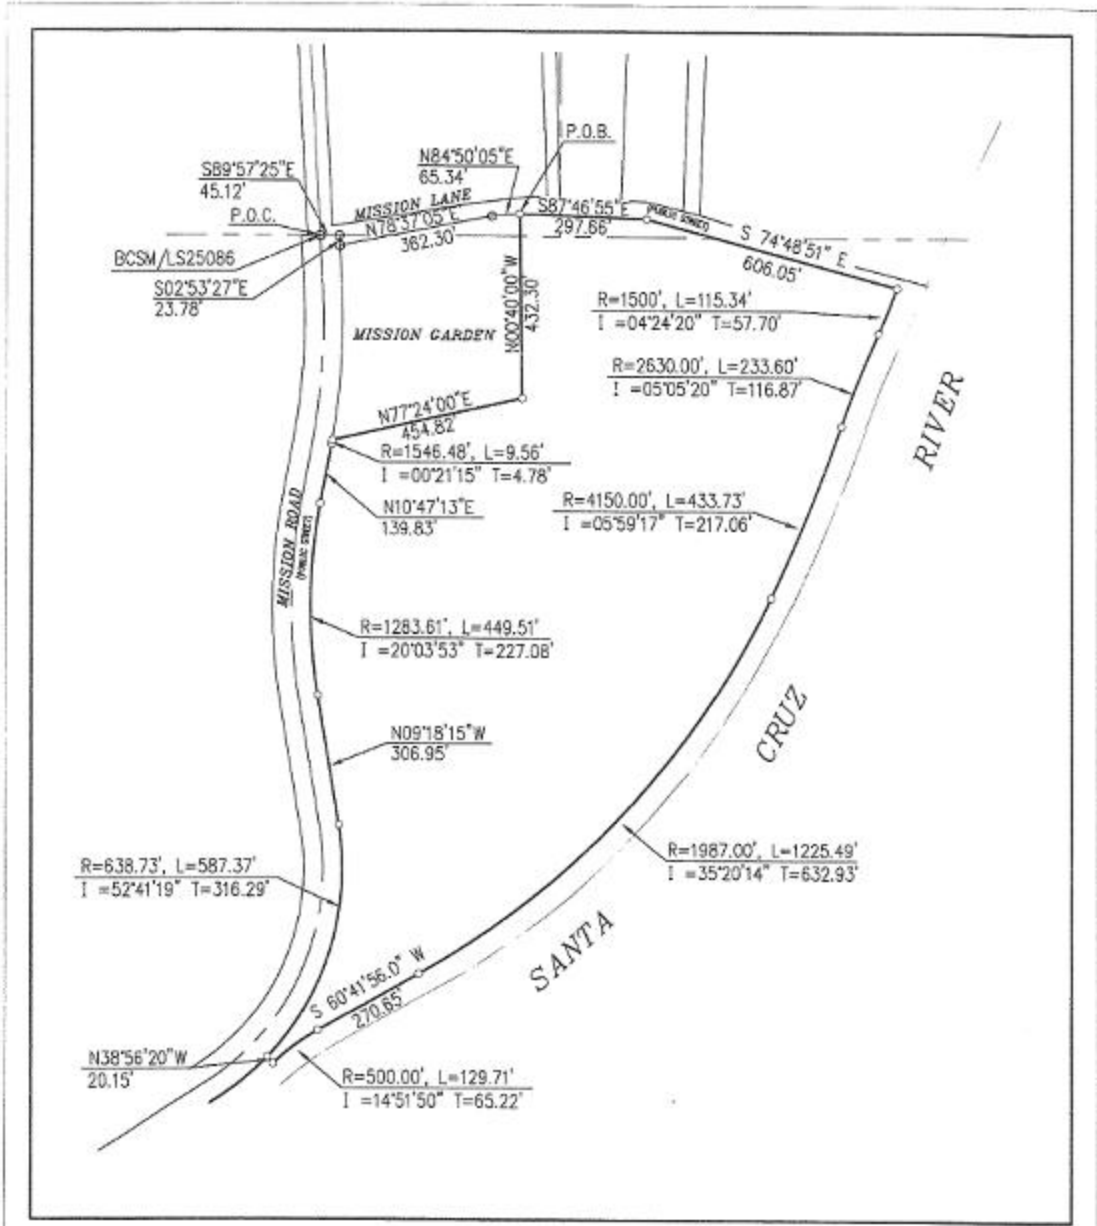 P.O.B.
N84°50'05"E
65.34'
S89°57'25"E
45.12'
MISSION LANE
P.O.C.
N78°37'05"E
362.30'
S87°46'55"E
297.66'
(PUBLIC STREET)
S 74°48'51" E
606.05'
BCSM/LS25086
S02°53'27"E
23.78'
N00°40'00"W
432.30'
R=1500', L=115.34'
I =04°24'20" T=57.70'
MISSION GARDEN
R=2630.00', L=233.60'
I =05°05'20" T=116.87'
N77°24'00"E
454.82'
RIVER
R=1546.48', L=9.56'
I =00°21'15" T=4.78'
N10°47'13"E
139.83'
R=4150.00', L=433.73'
I =05°59'17" T=217.06'
MISSION ROAD
(PUBLIC STREET)
R=1283.61', L=449.51'
I =20°03'53" T=227.08'
CRUZ
N09°18'15"W
306.95'
R=638.73', L=587.37'
I =52°41'19" T=316.29'
R=1987.00', L=1225.49'
I =35°20'14" T=632.93'
SANTA
S 60°41'56.0" W
270.65'
N38°56'20"W
20.15'
R=500.00', L=129.71'
I =14°51'50" T=65.22'